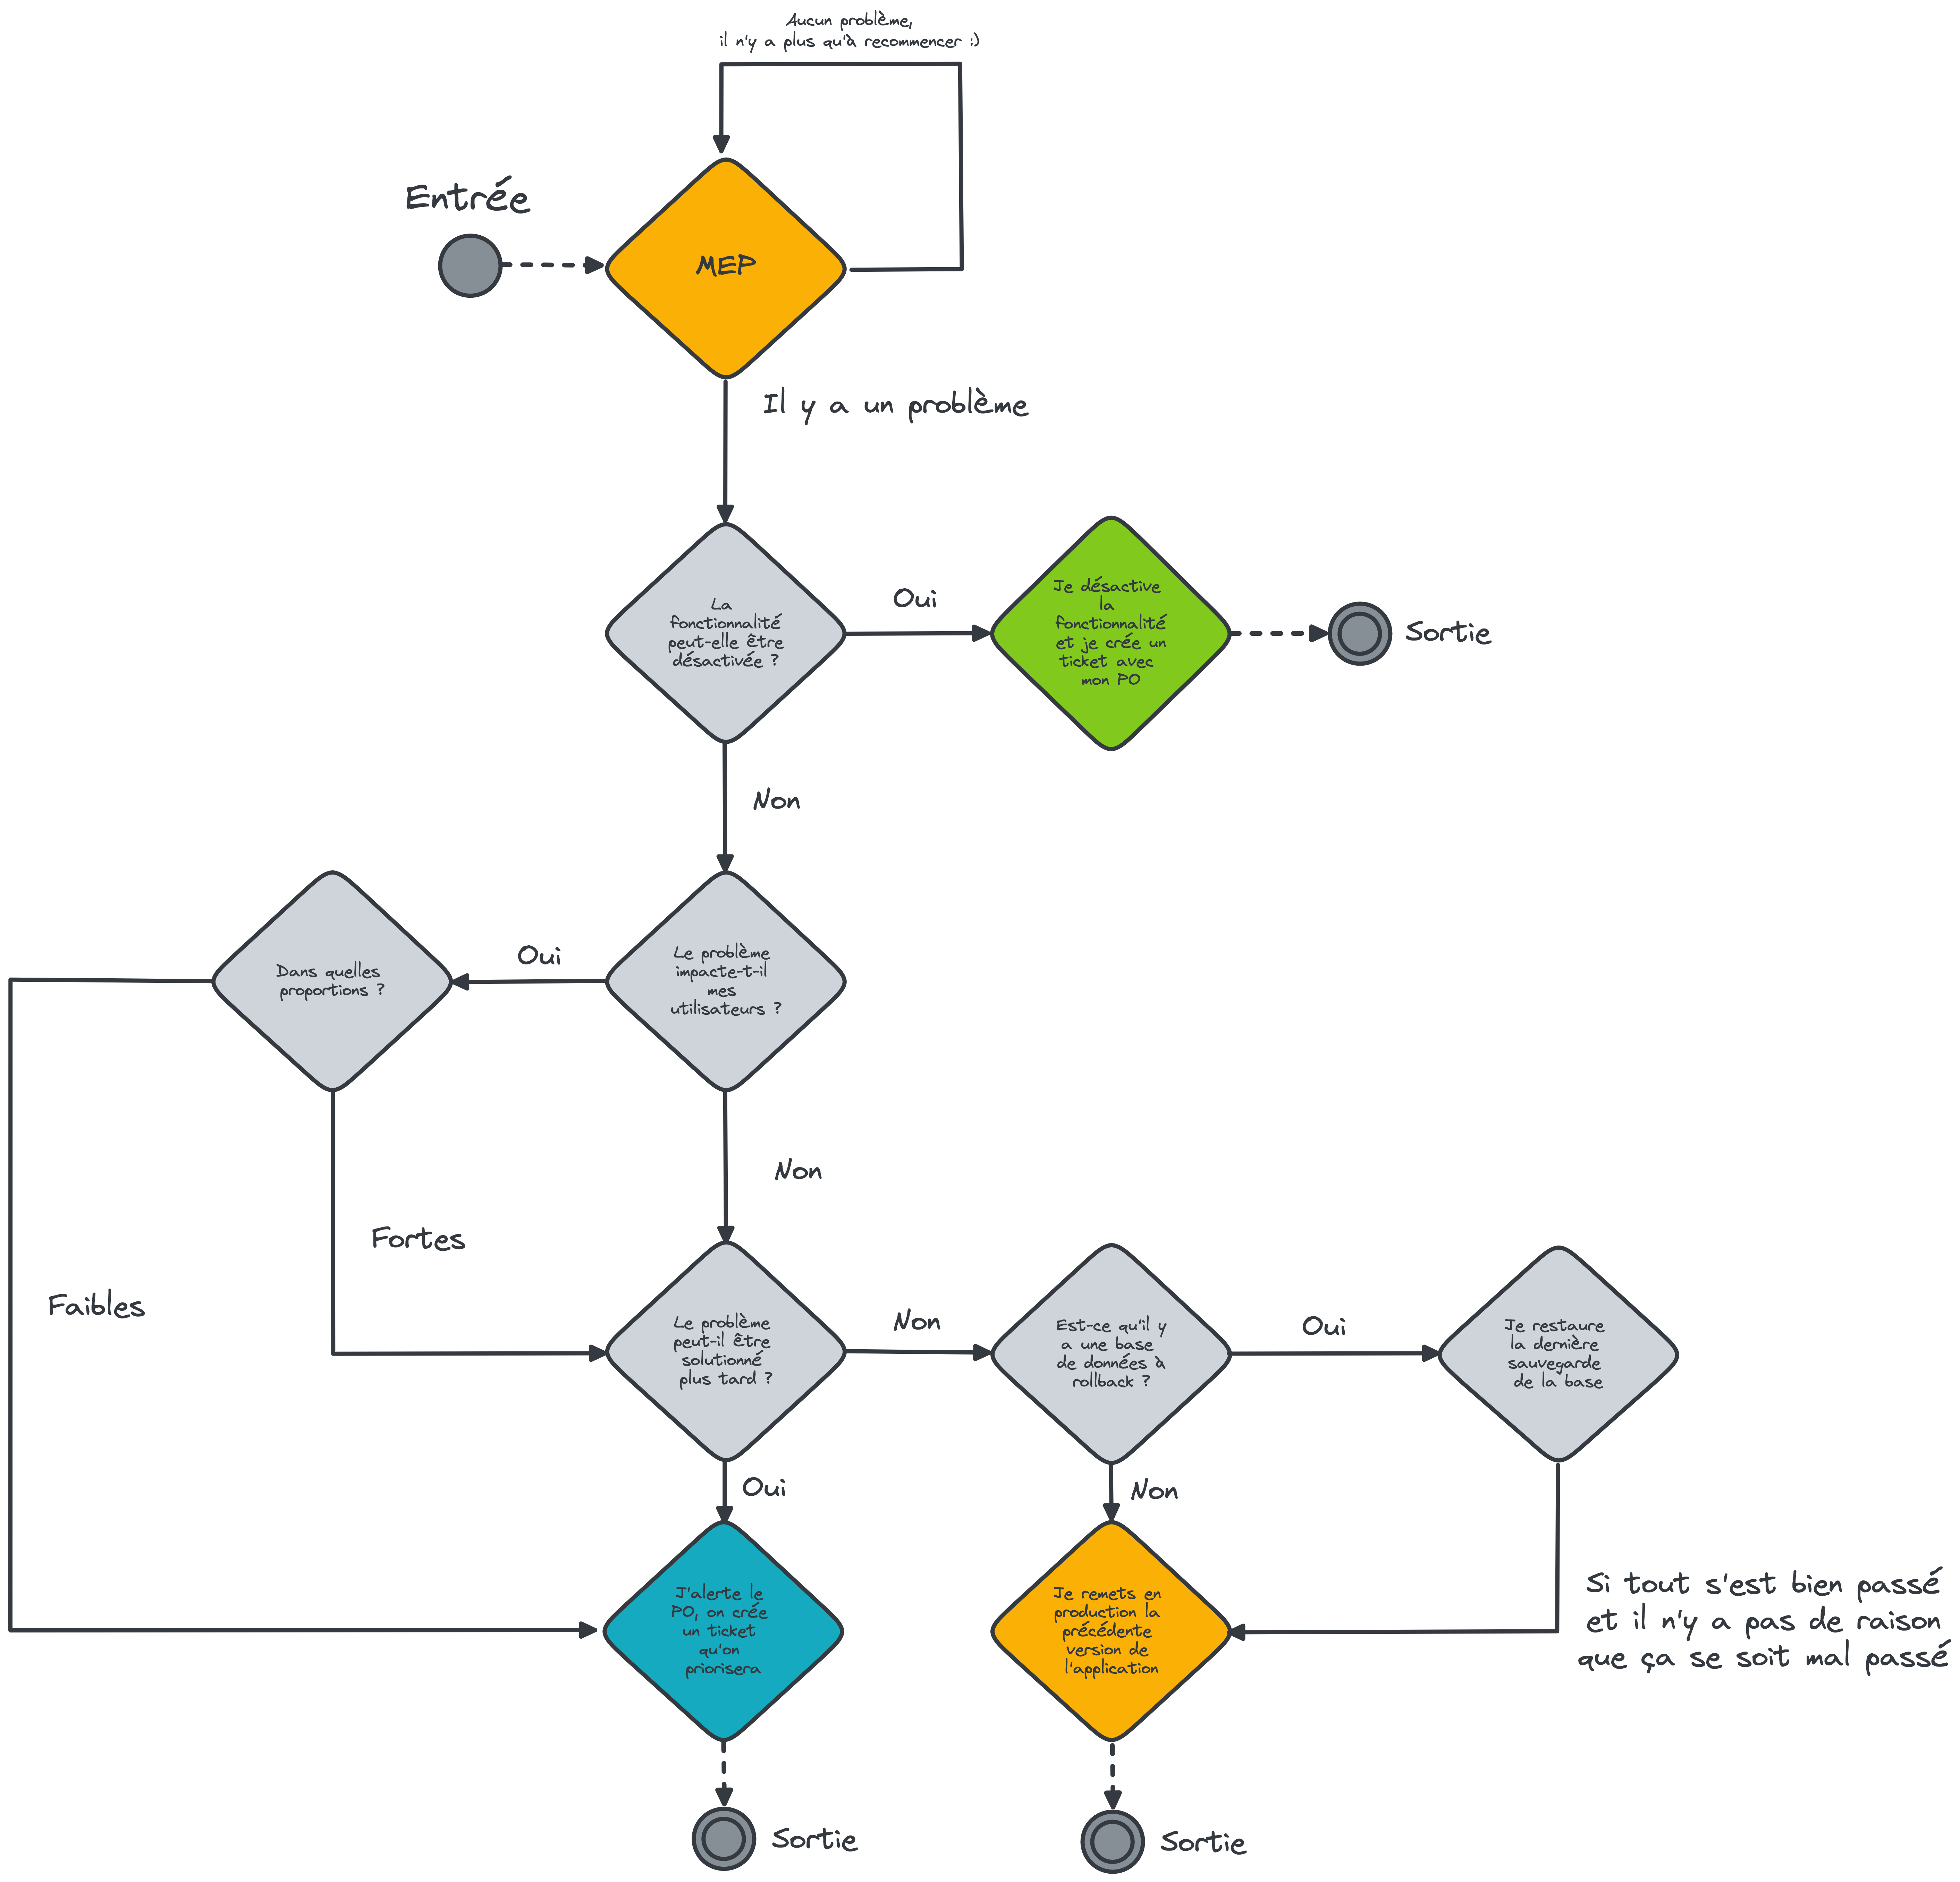 Aucun problème,
il n'y a plus qu'à recommencer :)
Entrée
MEP
Il y a un problème
La
fonctionnalité
peut-elle être
désactivée ?
Oui
Je désactive
la
fonctionnalité
et je crée un
ticket avec
mon PO
Sortie
Non
Dans quelles
proportions ?
Oui
Le problème
impacte-t-il
mes
utilisateurs ?
Non
Fortes
Faibles
Le problème
peut-il être
solutionné
plus tard ?
Non
Est-ce qu'il y
a une base
de données à
rollback ?
Oui
Je restaure
la dernière
sauvegarde
de la base
Oui
Non
J'alerte le
PO, on crée
un ticket
qu'on
priorisera
Je remets en
production la
précédente
version de
l'application
Si tout s'est bien passé
et il n'y a pas de raison
que ça se soit mal passé
Sortie
Sortie